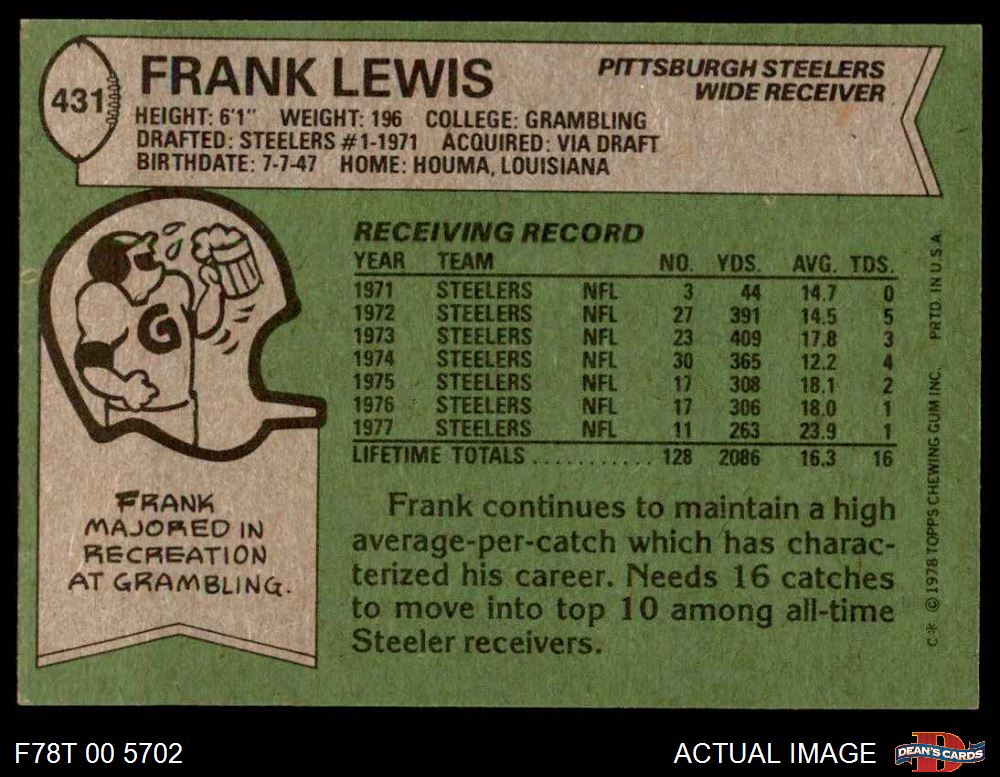 431
FRANK LEWIS
PITTSBURGH STEELERS
WIDE RECEIVER
HEIGHT: 6'1" WEIGHT: 196 COLLEGE: GRAMBLING
DRAFTED: STEELERS #1-1971 ACQUIRED: VIA DRAFT
BIRTHDATE: 7-7-47 HOME: HOUMA, LOUISIANA
G
FRANK
MAJORED IN
RECREATION
AT GRAMBLING.
RECEIVING RECORD
YEAR TEAM NO. YDS. AVG. TDS.
1971 STEELERS NFL 3 44 14.7 0
1972 STEELERS NFL 27 391 14.5 5
1973 STEELERS NFL 23 409 17.8 3
1974 STEELERS NFL 30 365 12.2 4
1975 STEELERS NFL 17 308 18.1 2
1976 STEELERS NFL 17 306 18.0 1
1977 STEELERS NFL 11 263 23.9 1
LIFETIME TOTALS ........... 128 2086 16.3 16
Frank continues to maintain a high
average-per-catch which has charac-
terized his career. Needs 16 catches
to move into top 10 among all-time
Steeler receivers.
C* © 1978 TOPPS CHEWING GUM INC. PRTD. IN U.S.A.
F78T 00 5702
ACTUAL IMAGE
D
DEAN'S CARDS